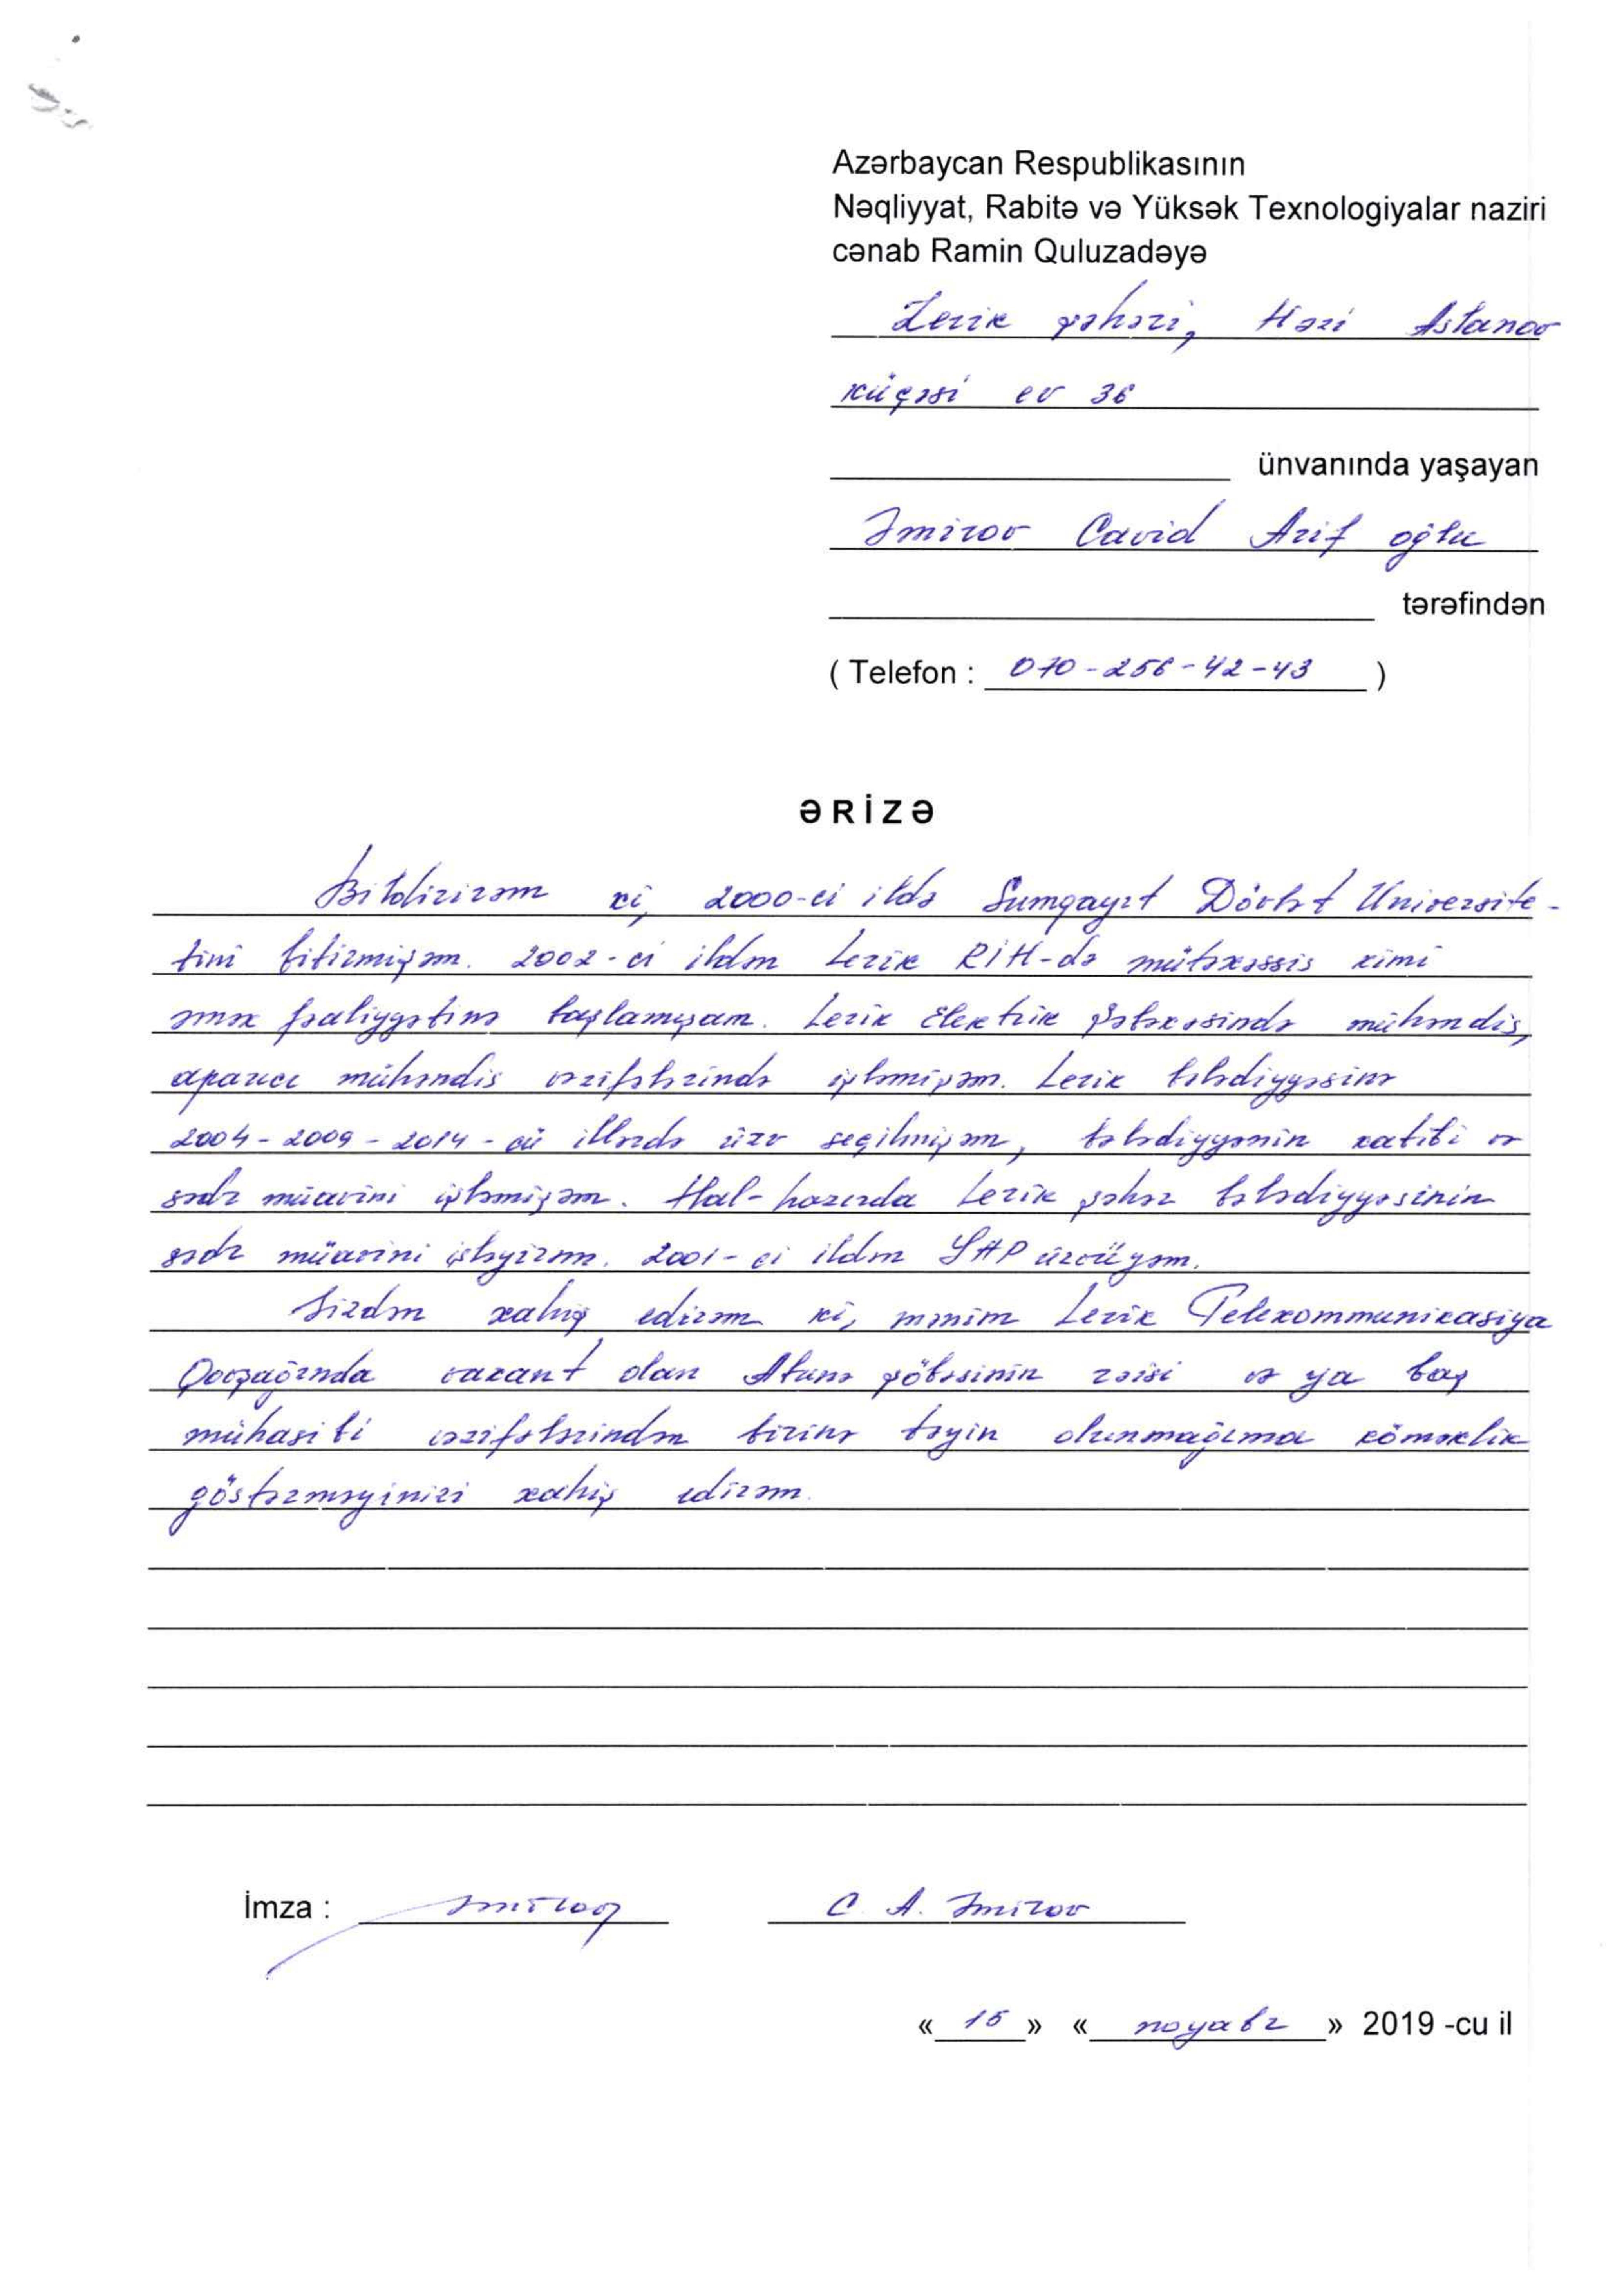 Azərbaycan Respublikasının
Nəqliyyat, Rabitə və Yüksək Texnologiyalar naziri
cənab Ramin Quluzadəyə
Lerik şəhəri, Həzi Aslanov
küçəsi ev 36
ünvanında yaşayan
Əmirov Cavid Arif oğlu
tərəfindən
( Telefon : 070-256-42-43 )
ƏRİZƏ
Bildirirəm ki, 2000-ci ildə Sumqayıt Dövlət Universite-
tini bitirmişəm. 2002-ci ildən Lerik RİH-də mütəxəssis kimi
əmək fəaliyyətinə başlamışam. Lerik Elektrik Şəbəkəsində mühəndis,
aparıcı mühəndis vəzifələrində işləmişəm. Lerik bələdiyyəsinə
2004-2009-2014-cü illərdə üzv seçilmişəm, bələdiyyənin katibi və
sədr müavini işləmişəm. Hal-hazırda Lerik şəhər bələdiyyəsinin
sədr müavini işləyirəm. 2001-ci ildən YAP üzvüyəm.
Sizdən xahiş edirəm ki, mənim Lerik Telekommunikasiya
Qovşağında vakant olan Abunə şöbəsinin rəisi və ya baş
mühasibi vəzifələrindən birinə təyin olunmağıma köməklik
göstərməyinizi xahiş edirəm.
İmza : Əmirov C. A. Əmirov
« 15 » « noyabr » 2019 -cu il